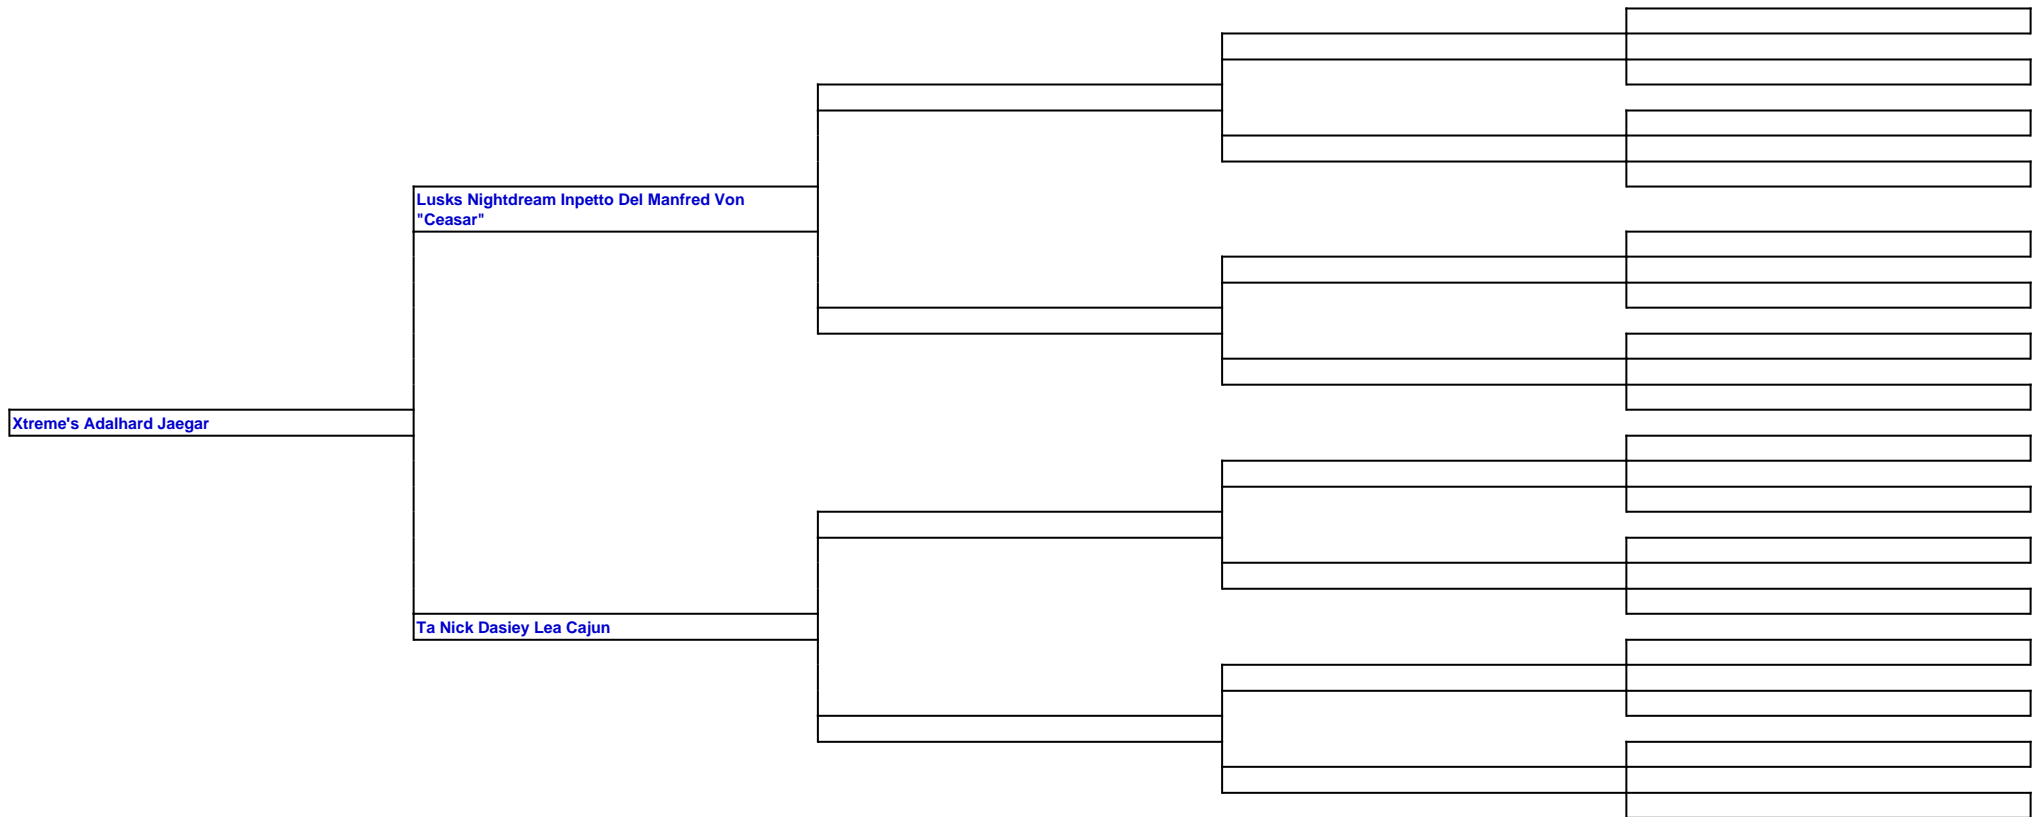 Lusks Nightdream Inpetto Del Manfred Von
"Ceasar"
Xtreme's Adalhard Jaegar
Ta Nick Dasiey Lea Cajun